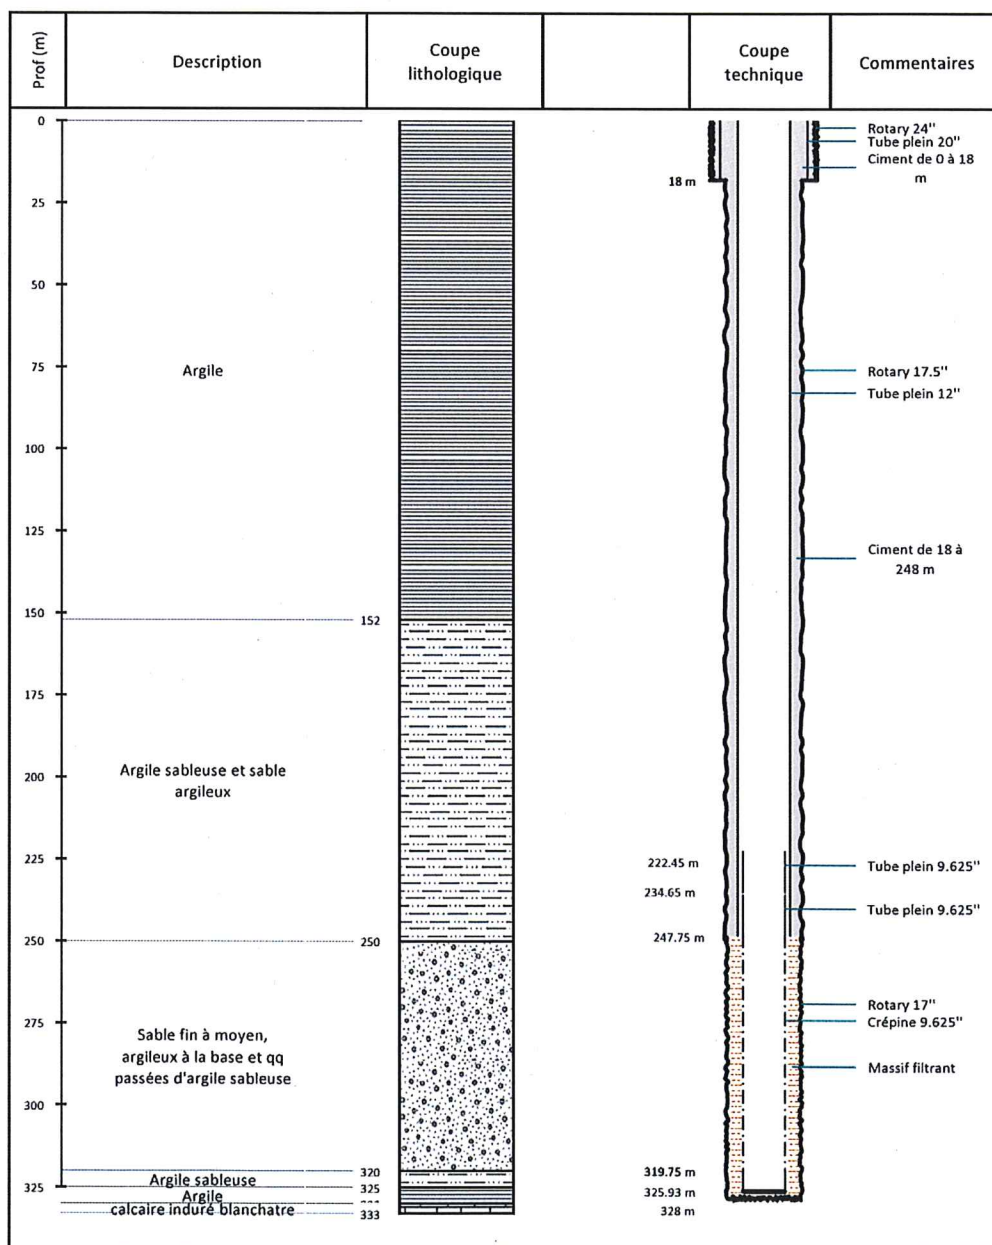 Prof (m)
Description
Coupe
lithologique
Coupe
technique
Commentaires
0
25
50
75
100
125
150
175
200
225
250
275
300
325
Argile
152
Argile sableuse et sable
argileux
250
Sable fin à moyen,
argileux à la base et qq
passées d'argile sableuse
320
Argile sableuse
325
Argile
calcaire induré blanchatre
333
18 m
222.45 m
234.65 m
247.75 m
319.75 m
325.93 m
328 m
Rotary 24"
Tube plein 20"
Ciment de 0 à 18
m
Rotary 17.5"
Tube plein 12"
Ciment de 18 à
248 m
Tube plein 9.625"
Tube plein 9.625"
Rotary 17"
Crépine 9.625"
Massif filtrant